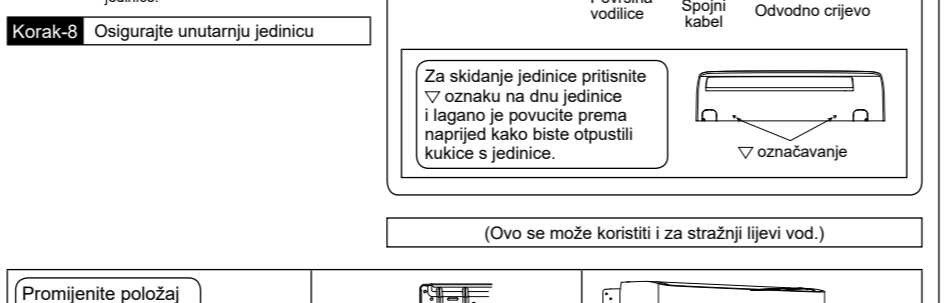 jedinice.
Korak-8 Osigurajte unutarnju jedinicu
Površina
vodilice
Spojni
kabel
Odvodno crijevo
Za skidanje jedinice pritisnite
▽ oznaku na dnu jedinice
i lagano je povucite prema
naprijed kako biste otpustili
kukice s jedinice.
▽ označavanje
(Ovo se može koristiti i za stražnji lijevi vod.)
Promijenite položaj